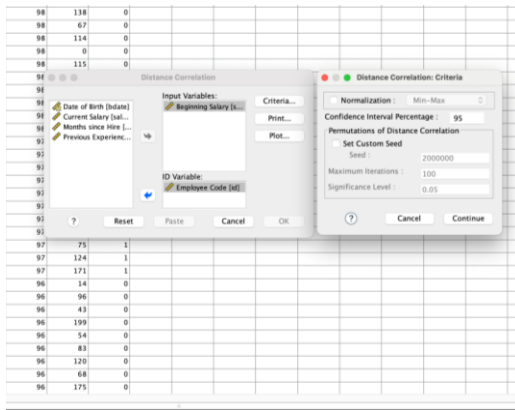 98 138 0
98 67 0
98 114 0
98 0 0
98 115 0
Distance Correlation
Date of Birth [bdate]
Current Salary [sal...
Months since Hire [...
Previous Experienc...
Input Variables:
Beginning Salary [s...
ID Variable:
Employee Code [id]
Criteria...
Print...
Plot...
?
Reset
Paste
Cancel
OK
Distance Correlation: Criteria
Normalization :
Min-Max
Confidence Interval Percentage :
95
Permutations of Distance Correlation
Set Custom Seed
Seed :
2000000
Maximum Iterations :
100
Significance Level :
0.05
?
Cancel
Continue
97 75 1
97 124 1
97 171 1
96 14 0
96 96 0
96 43 0
96 199 0
96 54 0
96 83 0
96 120 0
96 68 0
96 175 0